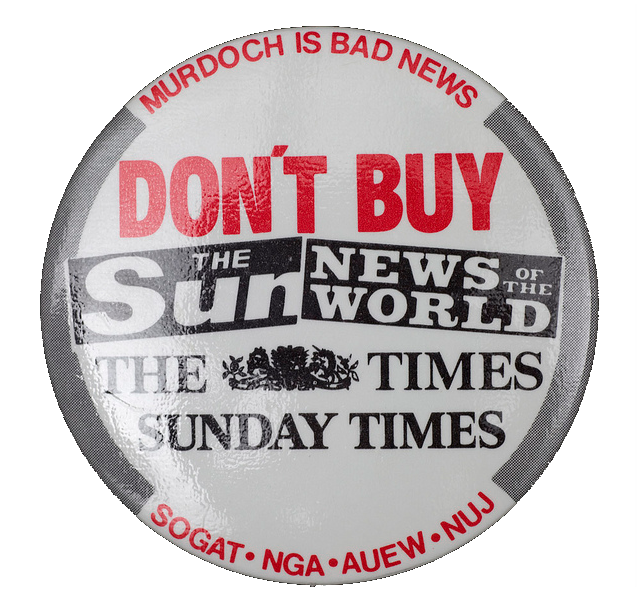 MURDOCH IS BAD NEWS
DON'T BUY
THE Sun NEWS OF THE WORLD
THE TIMES
SUNDAY TIMES
SOGAT • NGA • AUEW • NUJ